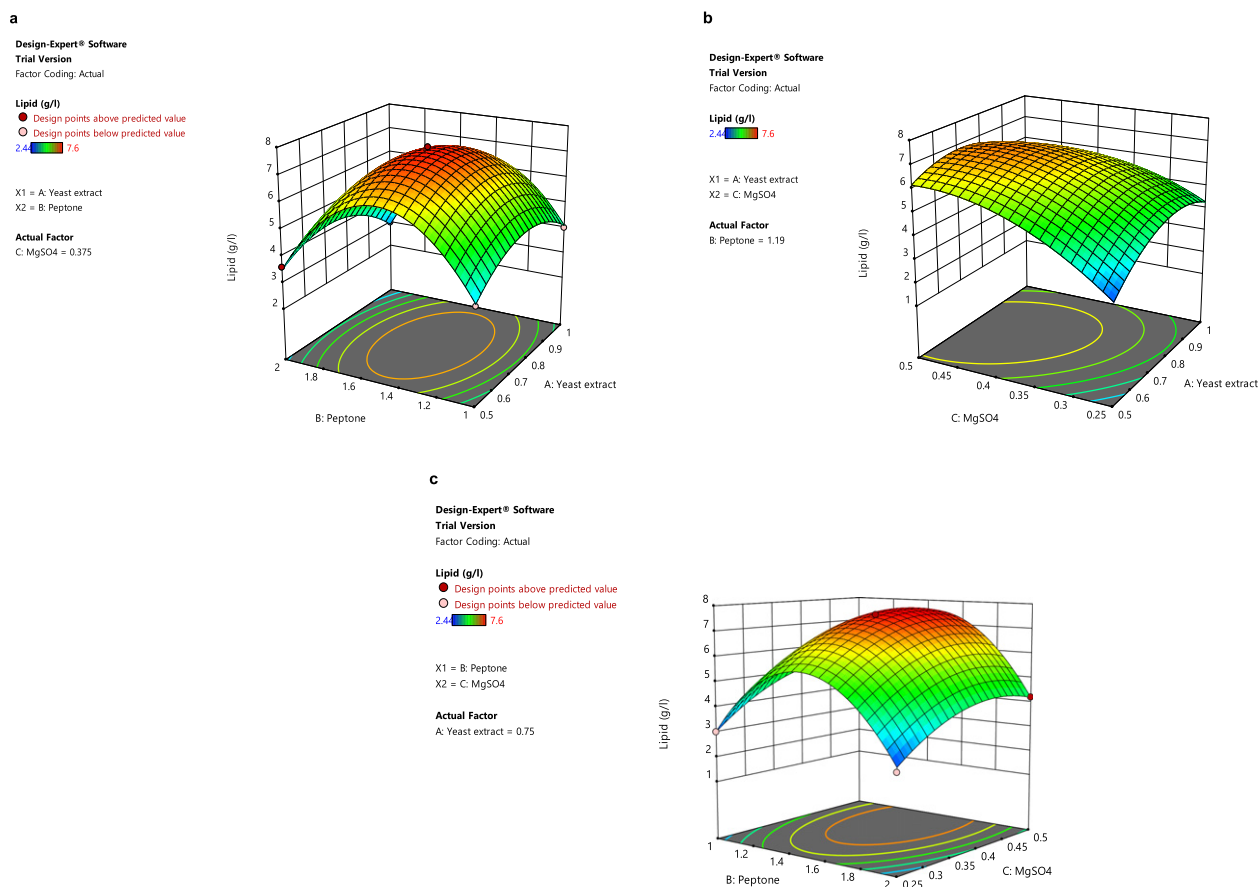 a
Design-Expert® Software
Trial Version
Factor Coding: Actual
Lipid (g/l)
Design points above predicted value
Design points below predicted value
2.44 7.6
X1 = A: Yeast extract
X2 = B: Peptone
Actual Factor
C: MgSO4 = 0.375
8
7
6
5
4
3
2
Lipid (g/l)
2
1.8
1.6
1.4
1.2
1
B: Peptone
0.5
0.6
0.7
0.8
0.9
1
A: Yeast extract
b
Design-Expert® Software
Trial Version
Factor Coding: Actual
Lipid (g/l)
2.44 7.6
X1 = A: Yeast extract
X2 = C: MgSO4
Actual Factor
B: Peptone = 1.19
8
7
6
5
4
3
2
1
Lipid (g/l)
0.5
0.45
0.4
0.35
0.3
0.25
C: MgSO4
0.5
0.6
0.7
0.8
0.9
1
A: Yeast extract
c
Design-Expert® Software
Trial Version
Factor Coding: Actual
Lipid (g/l)
Design points above predicted value
Design points below predicted value
2.44 7.6
X1 = B: Peptone
X2 = C: MgSO4
Actual Factor
A: Yeast extract = 0.75
8
7
6
5
4
3
2
1
Lipid (g/l)
1
1.2
1.4
1.6
1.8
2
B: Peptone
0.25
0.3
0.35
0.4
0.45
0.5
C: MgSO4